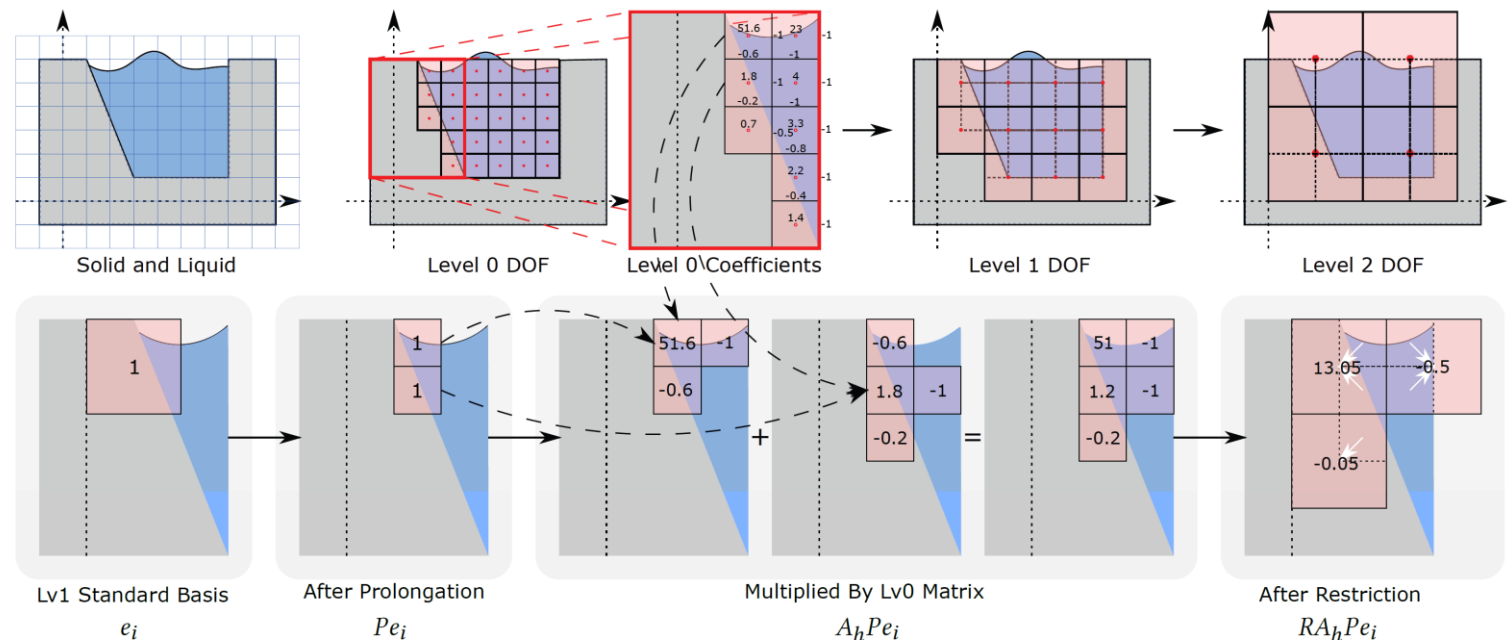 51.6 -1 23 -1
-0.6 -1
1.8 -1 4 -1
-0.2 -1
0.7 -0.5 3.3 -1
-0.8
2.2 -1
-0.4
1.4 -1
Solid and Liquid
Level 0 DOF
Level 0 Coefficients
Level 1 DOF
Level 2 DOF
1
1
1
51.6 -1
-0.6
+
-0.6
1.8 -1
-0.2
=
51 -1
1.2 -1
-0.2
13.05 -0.5
-0.05
Lv1 Standard Basis
After Prolongation
Multiplied By Lv0 Matrix
After Restriction
e_i
Pe_i
A_hPe_i
RA_hPe_i